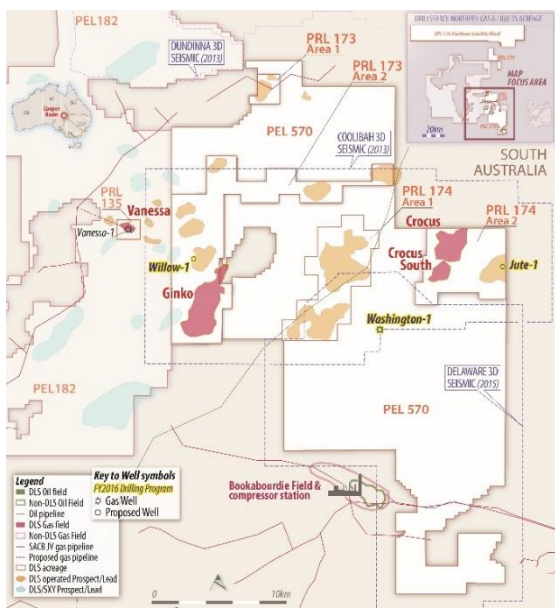 PEL182
DUNDINNA 3D
SEISMIC (2013)
PRL 173
Area 1
PRL 173
Area 2
DRILLSEARCH NORTHERN GAS & LIQUIDS ACREAGE
MAP
FOCUS AREA
20km
Cooper
Basin
PEL 570
COOLIBAH 3D
SEISMIC (2013)
SOUTH
AUSTRALIA
PRL
135
Vanessa
Vanessa-1
PRL 174
Area 1
Crocus
PRL 174
Area 2
Willow-1
Crocus
South
Jute-1
Ginko
Washington-1
PEL182
PEL 570
DELAWARE 3D
SEISMIC (2015)
Bookabourdie Field &
compressor station
Legend
DLS Oil field
Non-DLS Oil Field
Oil pipeline
DLS Gas field
Non-DLS Gas Field
SACB JV gas pipeline
Proposed gas pipeline
DLS acreage
DLS operated Prospect/Lead
DLS/SXY Prospect/Lead
Key to Well symbols
FY2016 Drilling Program
Gas Well
Proposed Well
0
10km